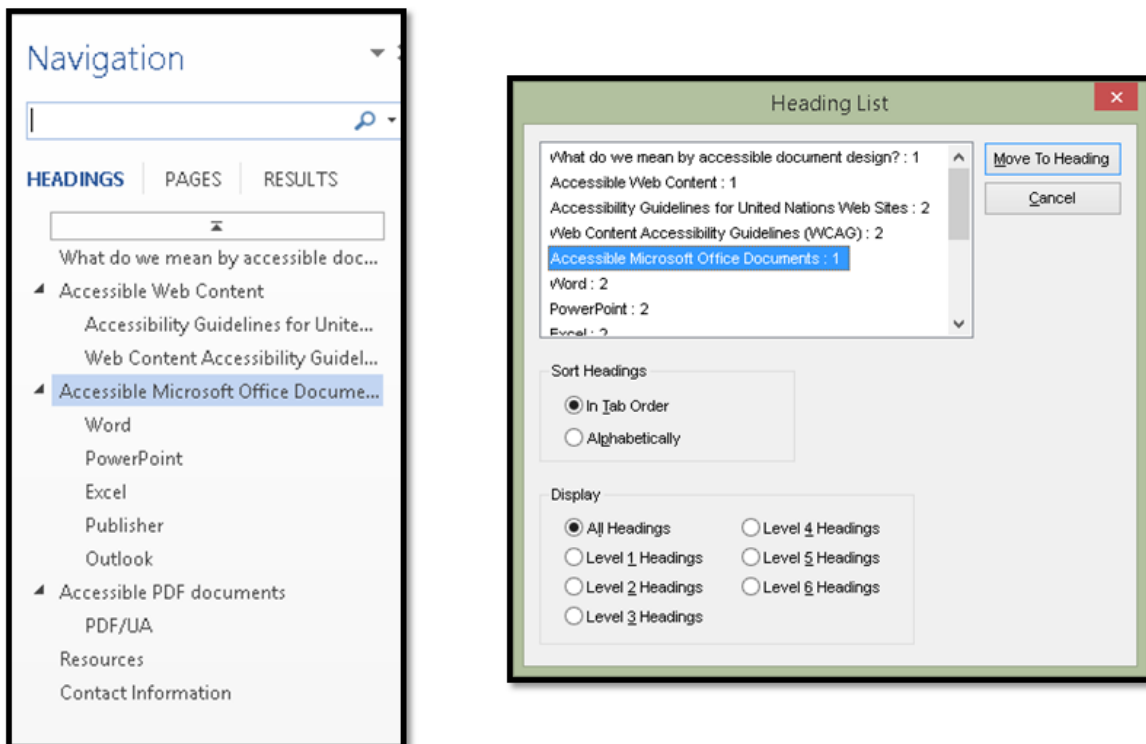 Navigation
HEADINGS PAGES RESULTS
What do we mean by accessible doc...
Accessible Web Content
Accessibility Guidelines for Unite...
Web Content Accessibility Guidel...
Accessible Microsoft Office Docume...
Word
PowerPoint
Excel
Publisher
Outlook
Accessible PDF documents
PDF/UA
Resources
Contact Information
Heading List
What do we mean by accessible document design? : 1
Accessible Web Content : 1
Accessibility Guidelines for United Nations Web Sites : 2
Web Content Accessibility Guidelines (WCAG) : 2
Accessible Microsoft Office Documents : 1
Word : 2
PowerPoint : 2
Excel : 2
Move To Heading
Cancel
Sort Headings
In Tab Order
Alphabetically
Display
All Headings
Level 1 Headings
Level 2 Headings
Level 3 Headings
Level 4 Headings
Level 5 Headings
Level 6 Headings